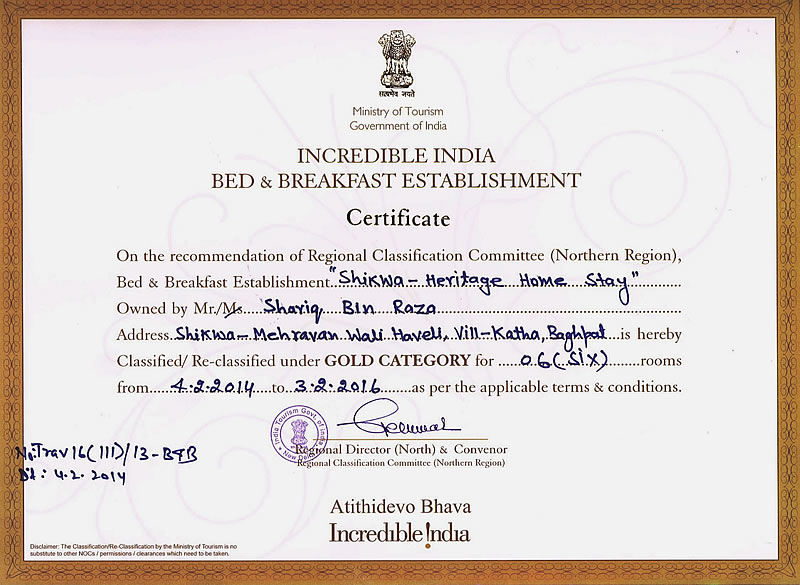 सत्यमेव जयते
Ministry of Tourism
Government of India
INCREDIBLE INDIA
BED & BREAKFAST ESTABLISHMENT
Certificate
On the recommendation of Regional Classification Committee (Northern Region),
Bed & Breakfast Establishment "Shikwa - Heritage Home Stay"
Owned by Mr./Ms. Shariq Bin Raza
Address Shikwa - Mehravan Wali Haveli, Vill-Katha, Baghpat is hereby
Classified/ Re-classified under GOLD CATEGORY for 06 (Six) rooms
from 4.2.2014 to 3.2.2016 as per the applicable terms & conditions.
India Tourism Govt. of India
New Delhi
Regional Director (North) & Convenor
Regional Classification Committee (Northern Region)
No: Trav 16(III)/13-B&B
Dt: 4.2.2014
Atithidevo Bhava
Incredible !ndia
Disclaimer: The Classification/Re-Classification by the Ministry of Tourism is no
substitute to other NOCs / permissions / clearances which need to be taken.